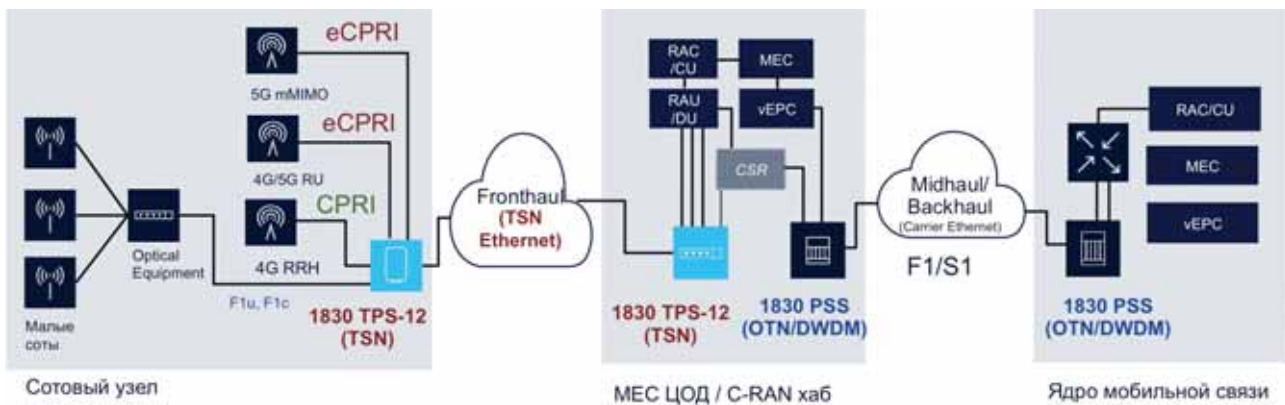 eCPRI
5G mMIMO
eCPRI
4G/5G RU
CPRI
4G RRH
Optical
Equipment
F1u, F1c
Малые
соты
1830 TPS-12
(TSN)
Сотовый узел
Fronthaul
(TSN
Ethernet)
RAC
/CU
MEC
RAU
/DU
vEPC
CSR
1830 TPS-12
(TSN)
1830 PSS
(OTN/DWDM)
МЕС ЦОД / C-RAN хаб
Midhaul/
Backhaul
(Carrier Ethernet)
F1/S1
RAC/CU
MEC
vEPC
1830 PSS
(OTN/DWDM)
Ядро мобильной связи